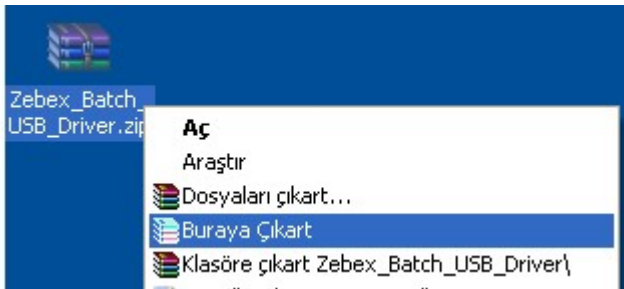 Zebex_Batch_
USB_Driver.zip
Aç
Araştır
Dosyaları çıkart...
Buraya Çıkart
Klasöre çıkart Zebex_Batch_USB_Driver\